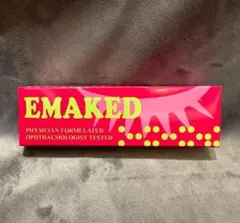 EMAKED
PHYSICIAN FORMULATED
OPHTHALMOLOGIST TESTED